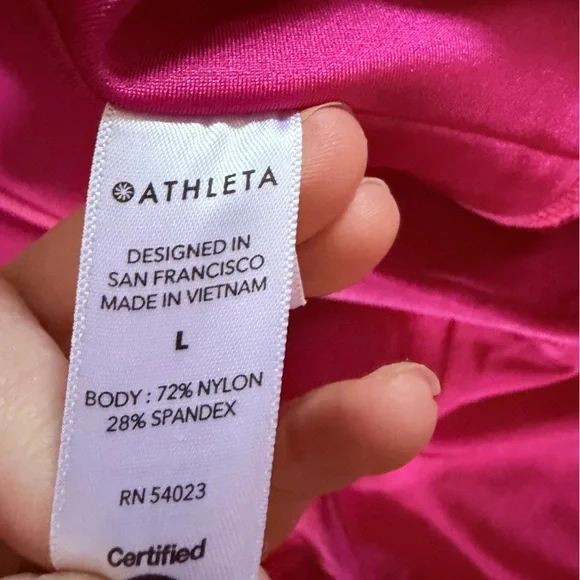 ATHLETA
DESIGNED IN
SAN FRANCISCO
MADE IN VIETNAM
L
BODY : 72% NYLON
28% SPANDEX
RN 54023
Certified